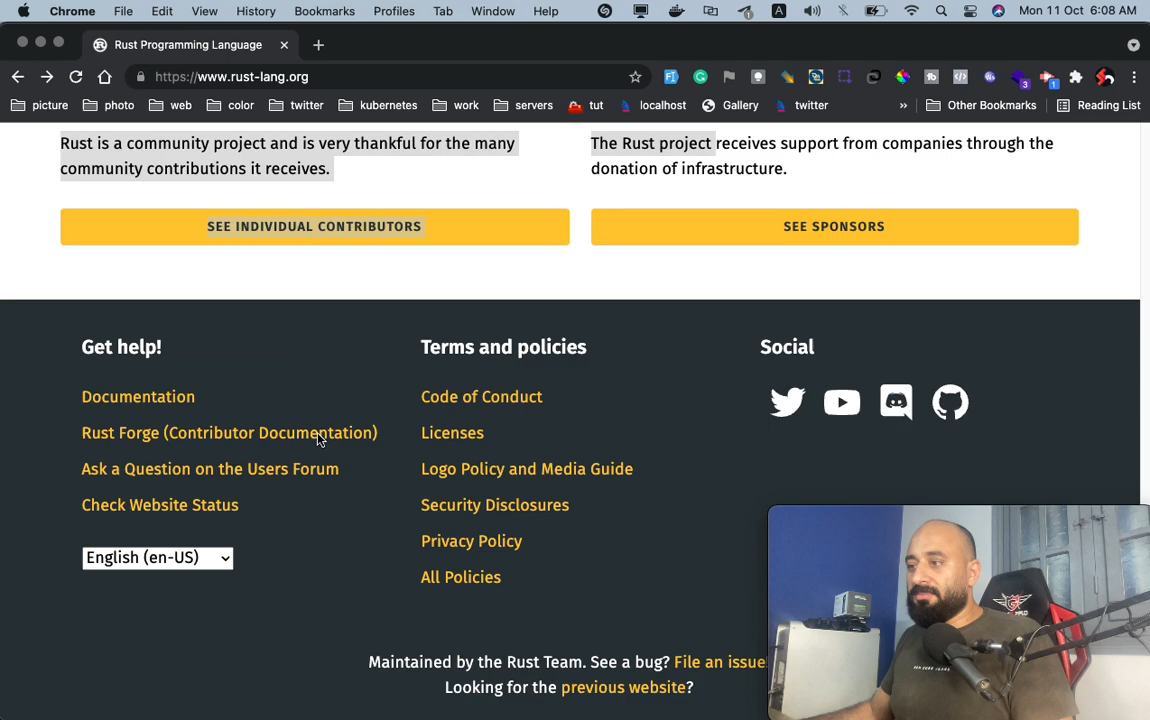 Chrome File Edit View History Bookmarks Profiles Tab Window Help Mon 11 Oct 6:08 AM
Rust Programming Language
https://www.rust-lang.org
picture photo web color twitter kubernetes work servers tut localhost Gallery twitter » Other Bookmarks Reading List
Rust is a community project and is very thankful for the many
community contributions it receives.
SEE INDIVIDUAL CONTRIBUTORS
The Rust project receives support from companies through the
donation of infrastructure.
SEE SPONSORS
Get help!
Documentation
Rust Forge (Contributor Documentation)
Ask a Question on the Users Forum
Check Website Status
English (en-US)
Terms and policies
Code of Conduct
Licenses
Logo Policy and Media Guide
Security Disclosures
Privacy Policy
All Policies
Social
Maintained by the Rust Team. See a bug? File an issue
Looking for the previous website?